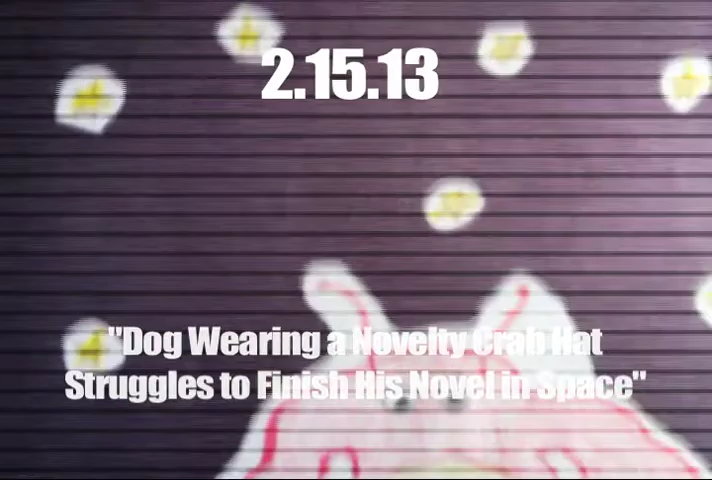 2.15.13
"Dog Wearing a Novelty Crab Hat
Struggles to Finish His Novel in Space"